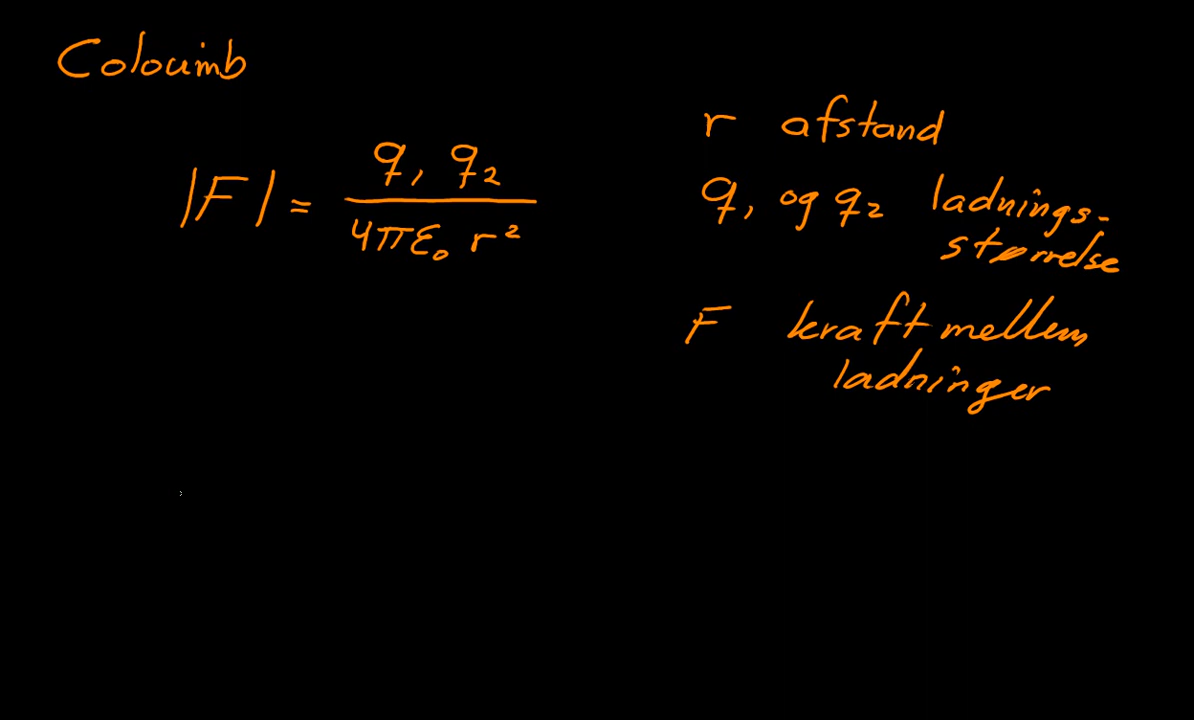 Coloumb
|F| = q₁ q₂ / 4πε₀ r²
r afstand
q₁ og q₂ ladnings-
størrelse
F kraft mellem
ladninger